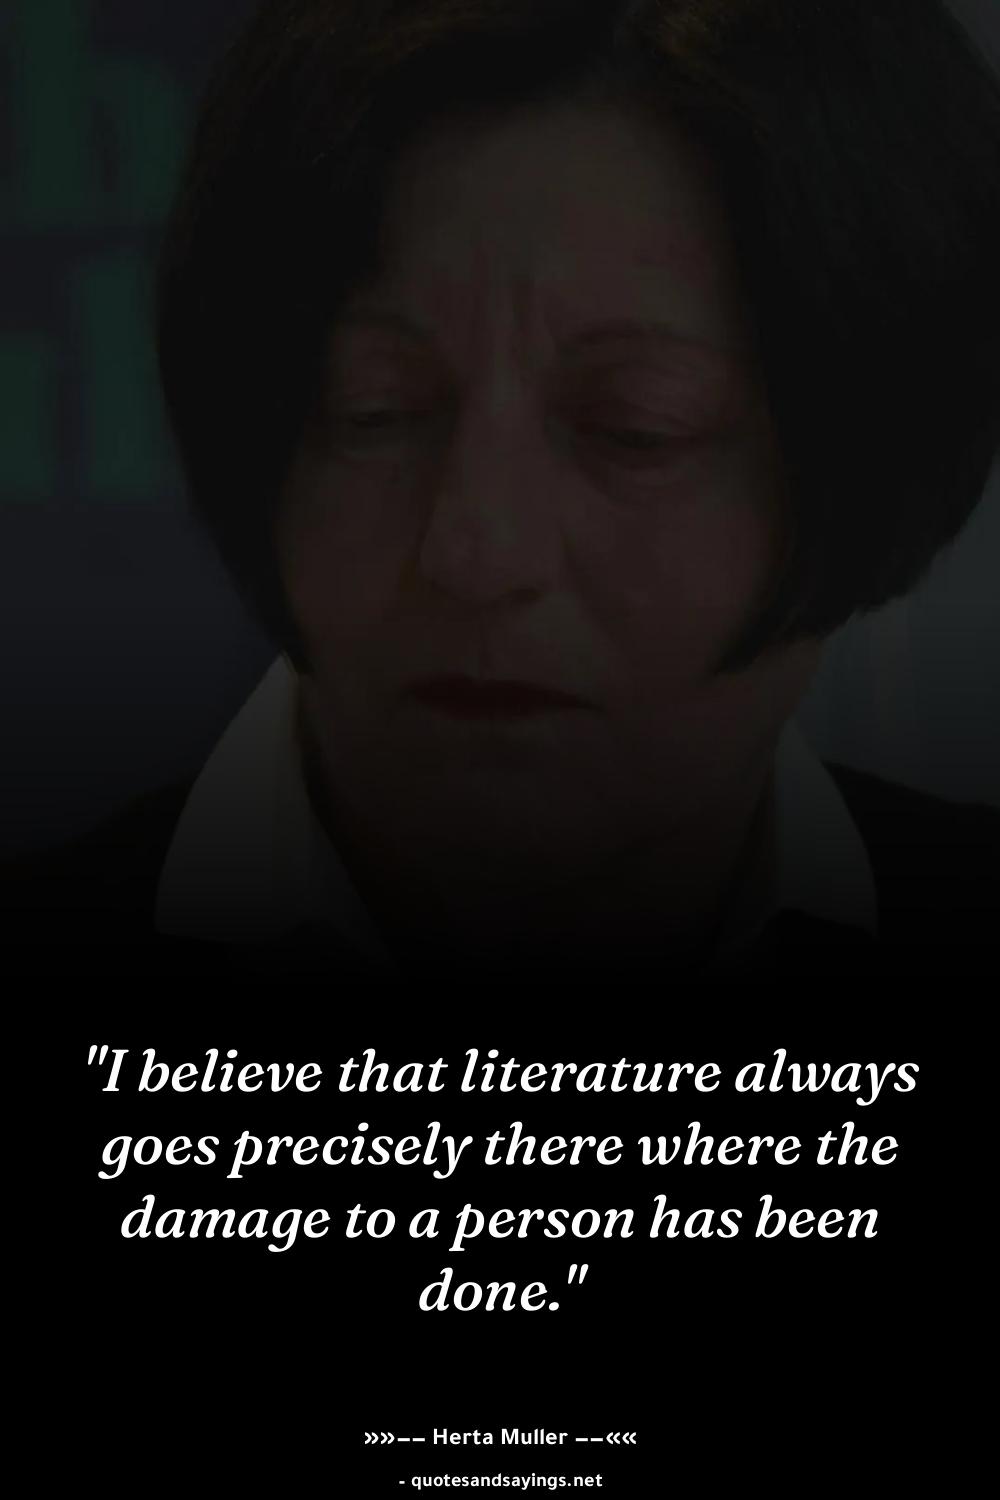 "I believe that literature always
goes precisely there where the
damage to a person has been
done."
»»−− Herta Muller −−««
- quotesandsayings.net